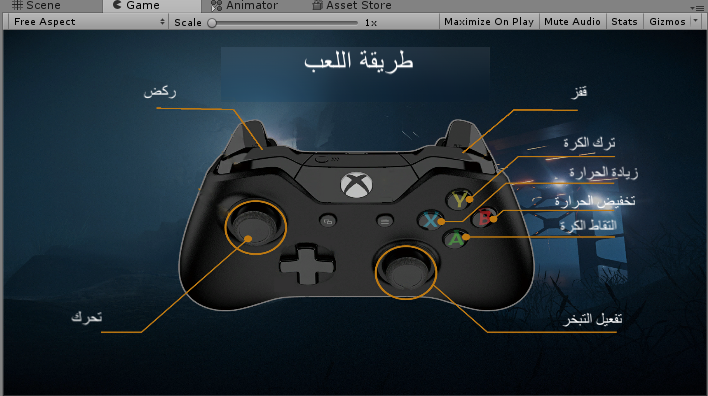 Scene
Game
Animator
Asset Store
Free Aspect
Scale
1x
Maximize On Play
Mute Audio
Stats
Gizmos
طريقة اللعب
ركض
قفز
ترك الكرة
زيادة الحرارة
تخفيض الحرارة
التقاط الكرة
Y
X
B
A
تحرك
تفعيل التبخر